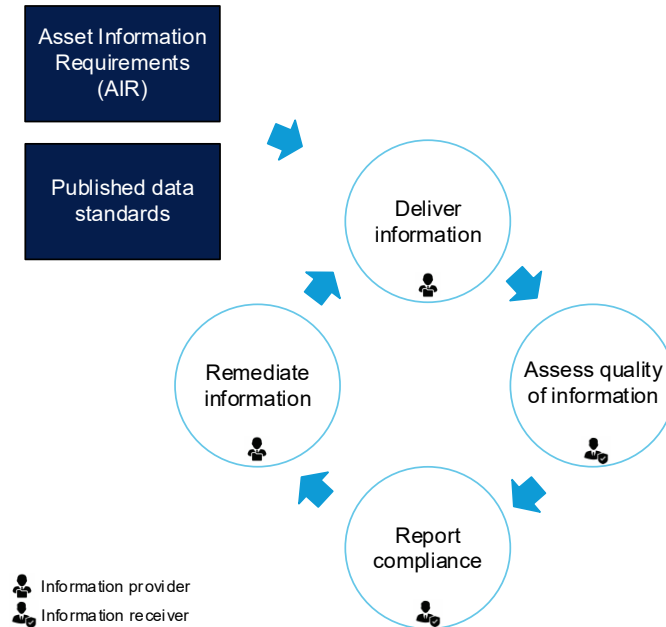 Asset Information
Requirements
(AIR)
Published data
standards
Deliver
information
Assess quality
of information
Remediate
information
Report
compliance
Information provider
Information receiver